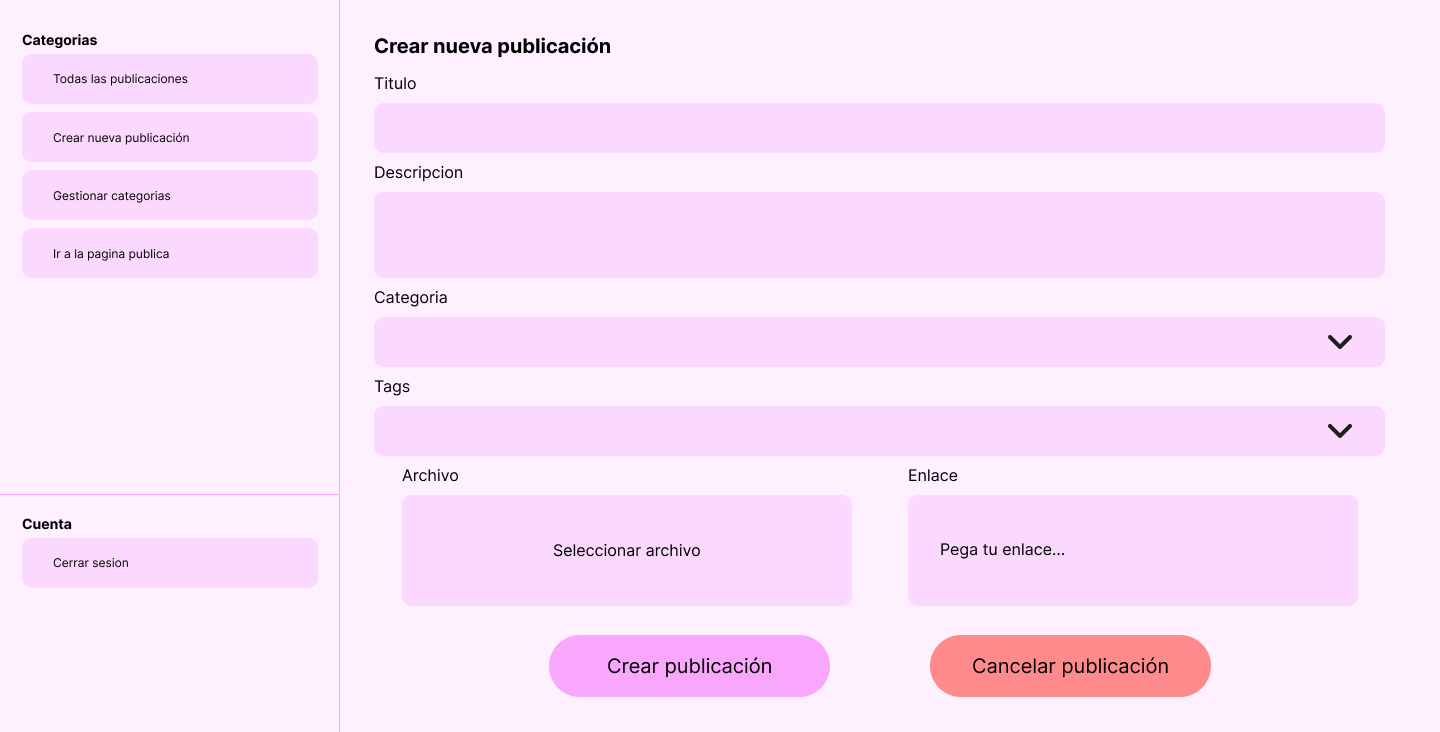 Categorias
Todas las publicaciones
Crear nueva publicación
Gestionar categorias
Ir a la pagina publica
Cuenta
Cerrar sesion
Crear nueva publicación
Titulo
Descripcion
Categoria
Tags
Archivo
Enlace
Seleccionar archivo
Pega tu enlace...
Crear publicación
Cancelar publicación